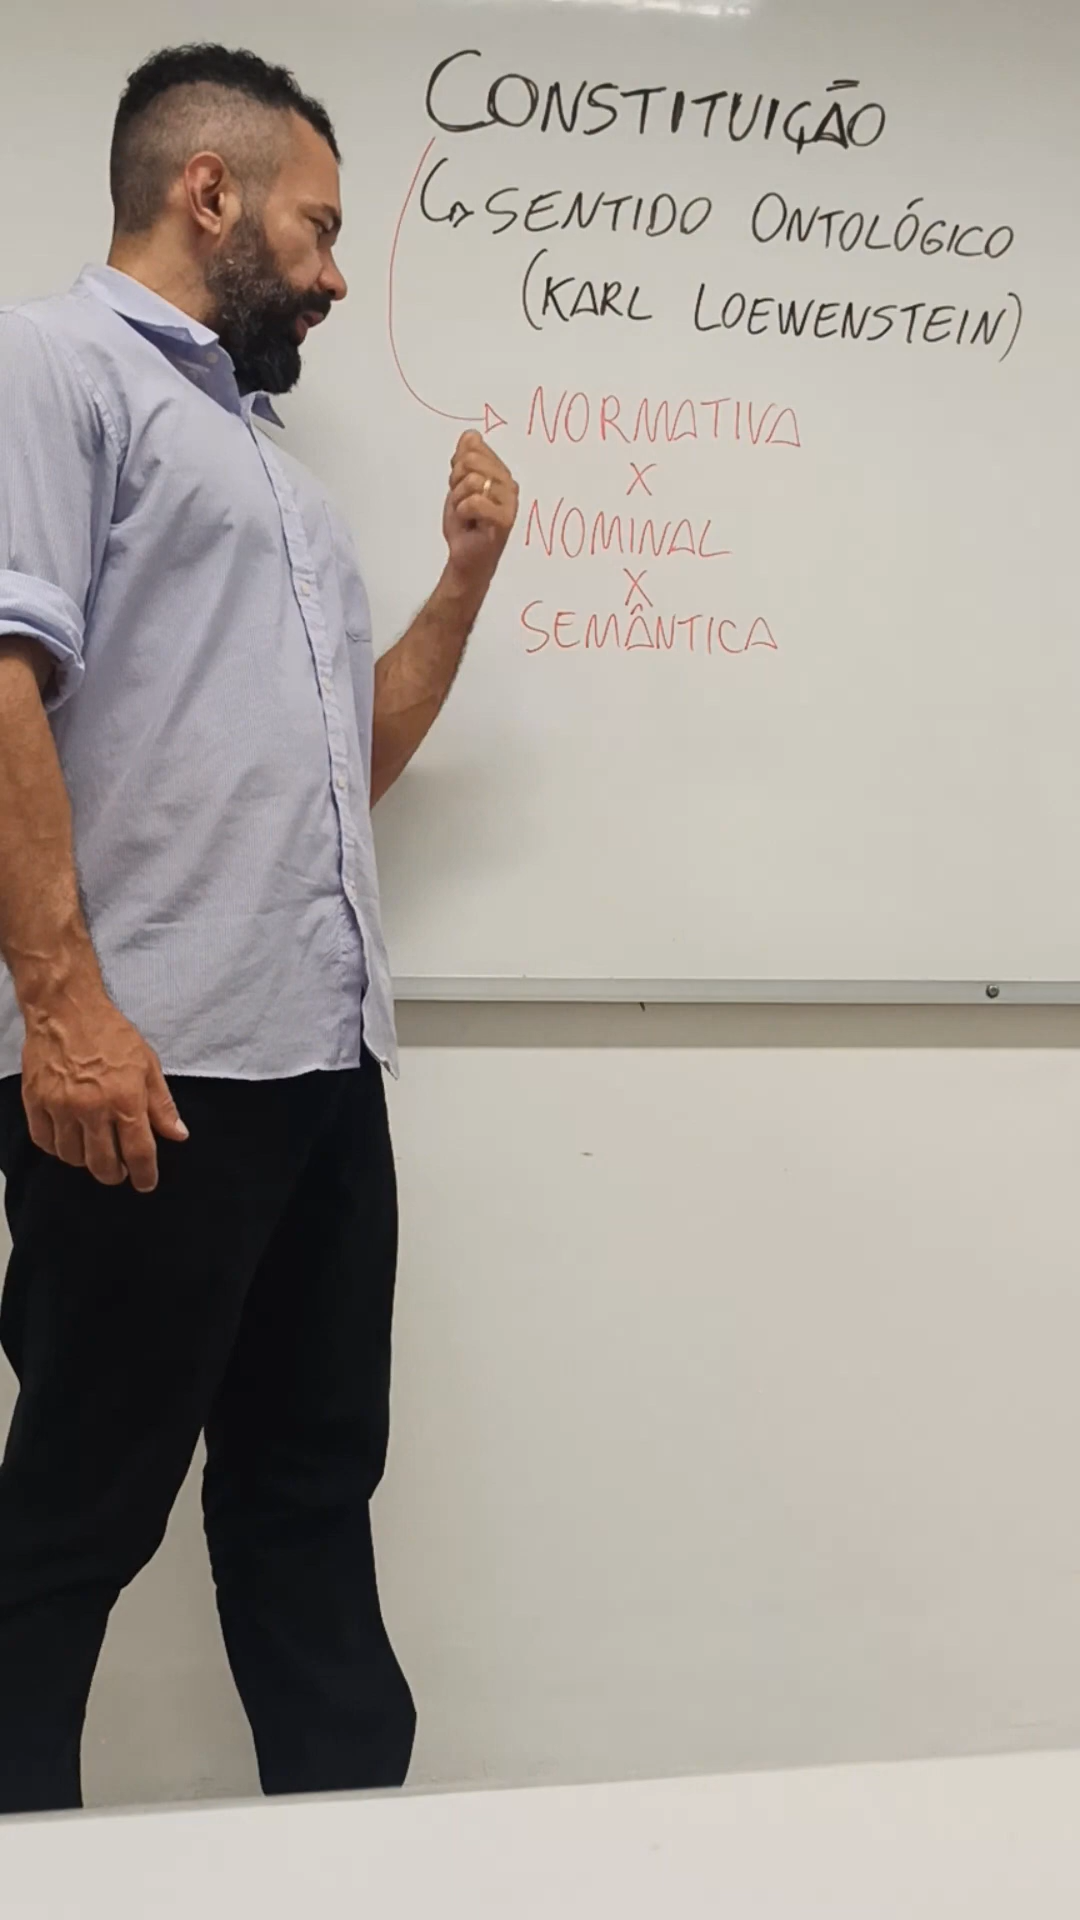 CONSTITUIÇÃO
↳ SENTIDO ONTOLÓGICO
(KARL LOEWENSTEIN)
NORMATIVA
X
NOMINAL
X
SEMÂNTICA